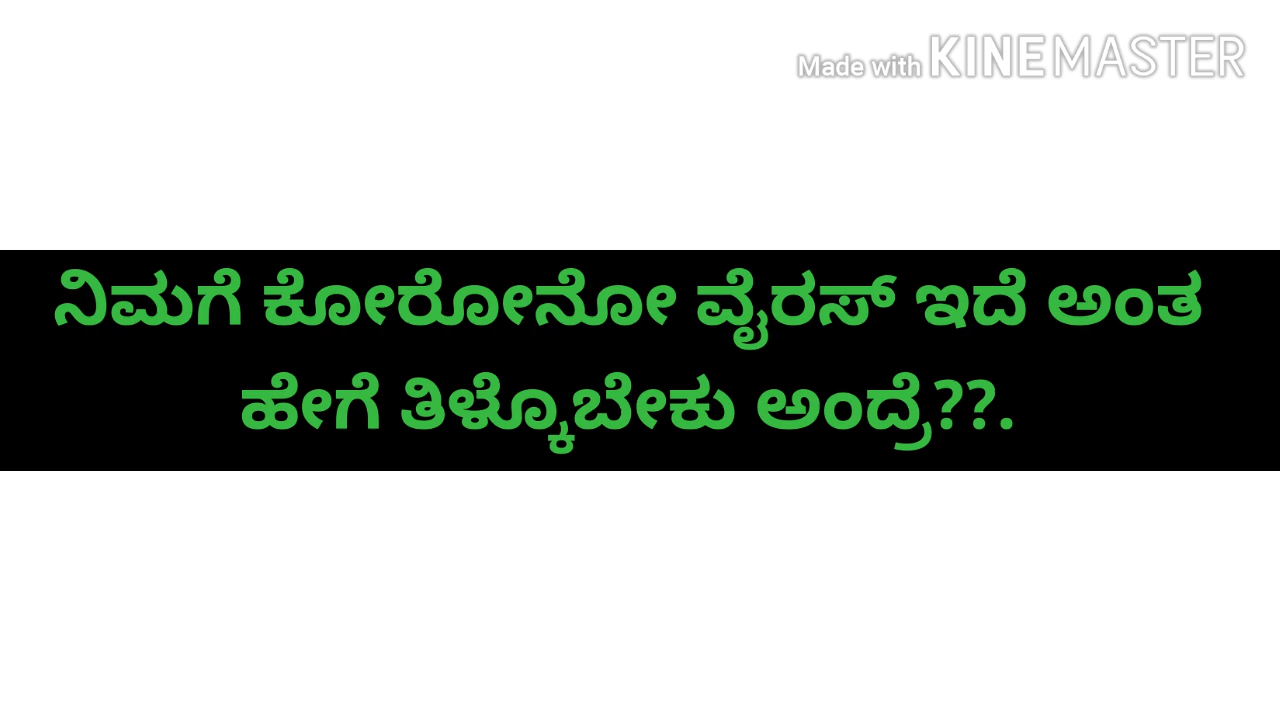 Made with KINEMASTER
ನಿಮಗೆ ಕೋರೋನೋ ವೈರಸ್ ಇದೆ ಅಂತ
ಹೇಗೆ ತಿಳ್ಕೊಬೇಕು ಅಂದ್ರೆ??.